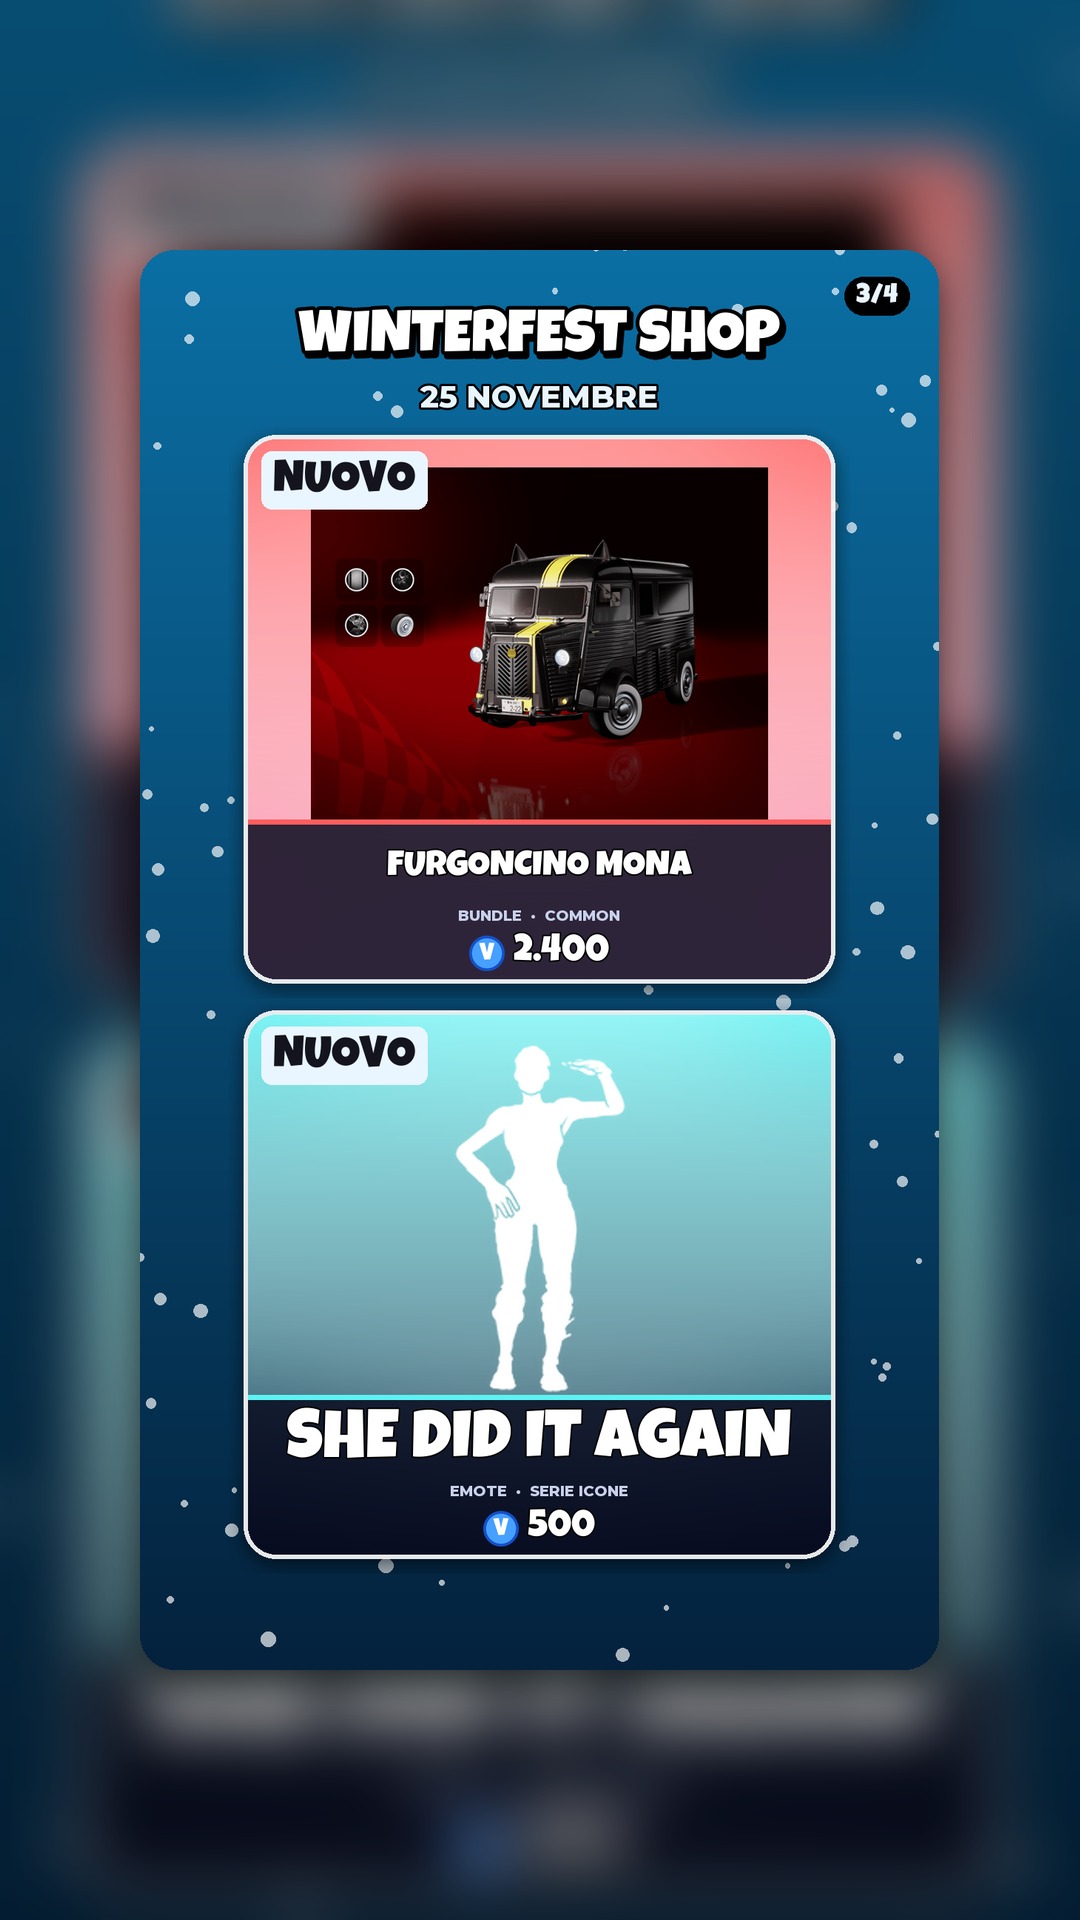 3/4
WINTERFEST SHOP
25 NOVEMBRE
NUOVO
FURGONCINO MONA
BUNDLE • COMMON
V 2.400
NUOVO
SHE DID IT AGAIN
EMOTE • SERIE ICONE
V 500